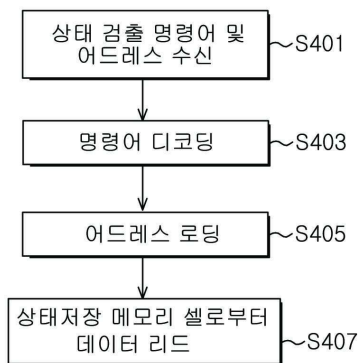 상태 검출 명령어 및
어드레스 수신
S401
명령어 디코딩
S403
어드레스 로딩
S405
상태저장 메모리 셀로부터
데이터 리드
S407